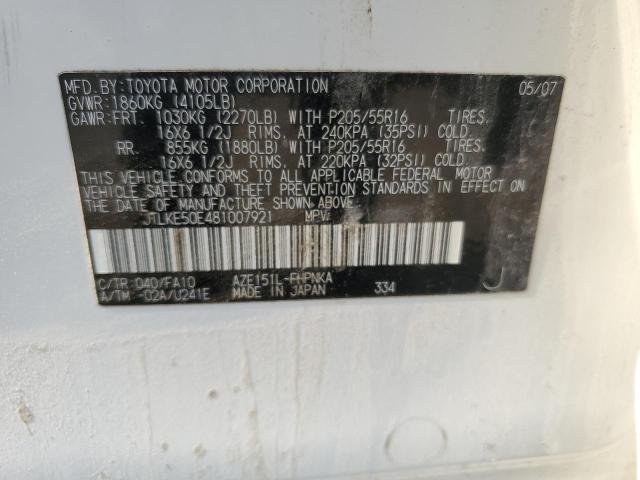 MFD. BY: TOYOTA MOTOR CORPORATION 05/07
GVWR: 1860KG (4105LB)
GAWR: FRT. 1030KG (2270LB) WITH P205/55R16 TIRES.
16X6 1/2J RIMS. AT 240KPA (35PSI) COLD.
RR. 855KG (1880LB) WITH P205/55R16 TIRES.
16X6 1/2J RIMS. AT 220KPA (32PSI) COLD.
THIS VEHICLE CONFORMS TO ALL APPLICABLE FEDERAL MOTOR
VEHICLE SAFETY AND THEFT PREVENTION STANDARDS IN EFFECT ON
THE DATE OF MANUFACTURE SHOWN ABOVE.
JTLKE50E481007921 MPV
C/TR: 040/FA10 AZE151L-FHPNKA
A/TM: -02A/U241E MADE IN JAPAN 334 J